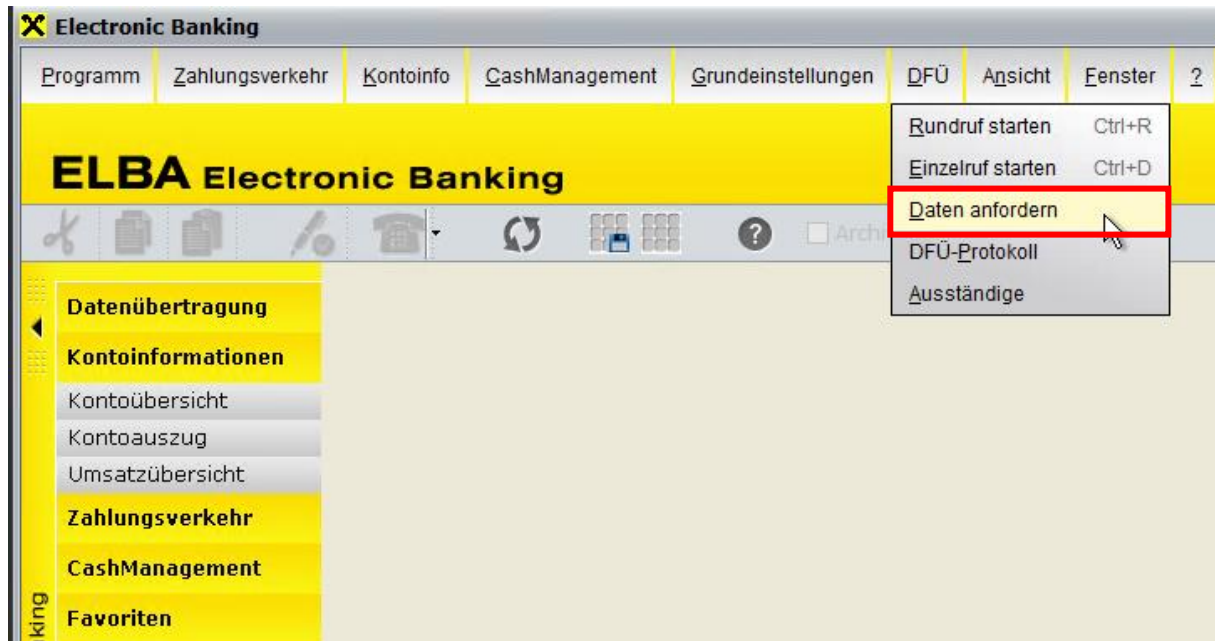 Electronic Banking
Programm Zahlungsverkehr Kontoinfo CashManagement Grundeinstellungen DFÜ Ansicht Fenster ?
Rundruf starten Ctrl+R
ELBA Electronic Banking
Einzelruf starten Ctrl+D
Daten anfordern
DFÜ-Protokoll
Ausständige
Datenübertragung
Kontoinformationen
Kontoübersicht
Kontoauszug
Umsatzübersicht
Zahlungsverkehr
CashManagement
Favoriten